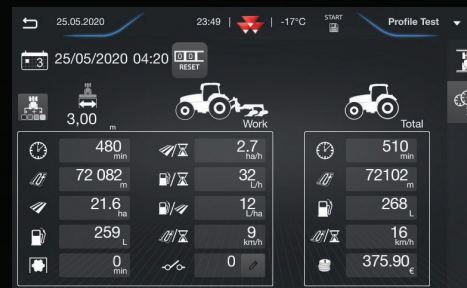 25.05.2020 23:49 -17°C START Profile Test
3 25/05/2020 04:20 00 RESET
3,00 m Work Total
480 min 2.7 ha/h 510 min
72 082 m 32 L/h 72102 m
21.6 ha 12 L/ha 268 L
259 L 9 km/h 16 km/h
0 min 0 375.90 €